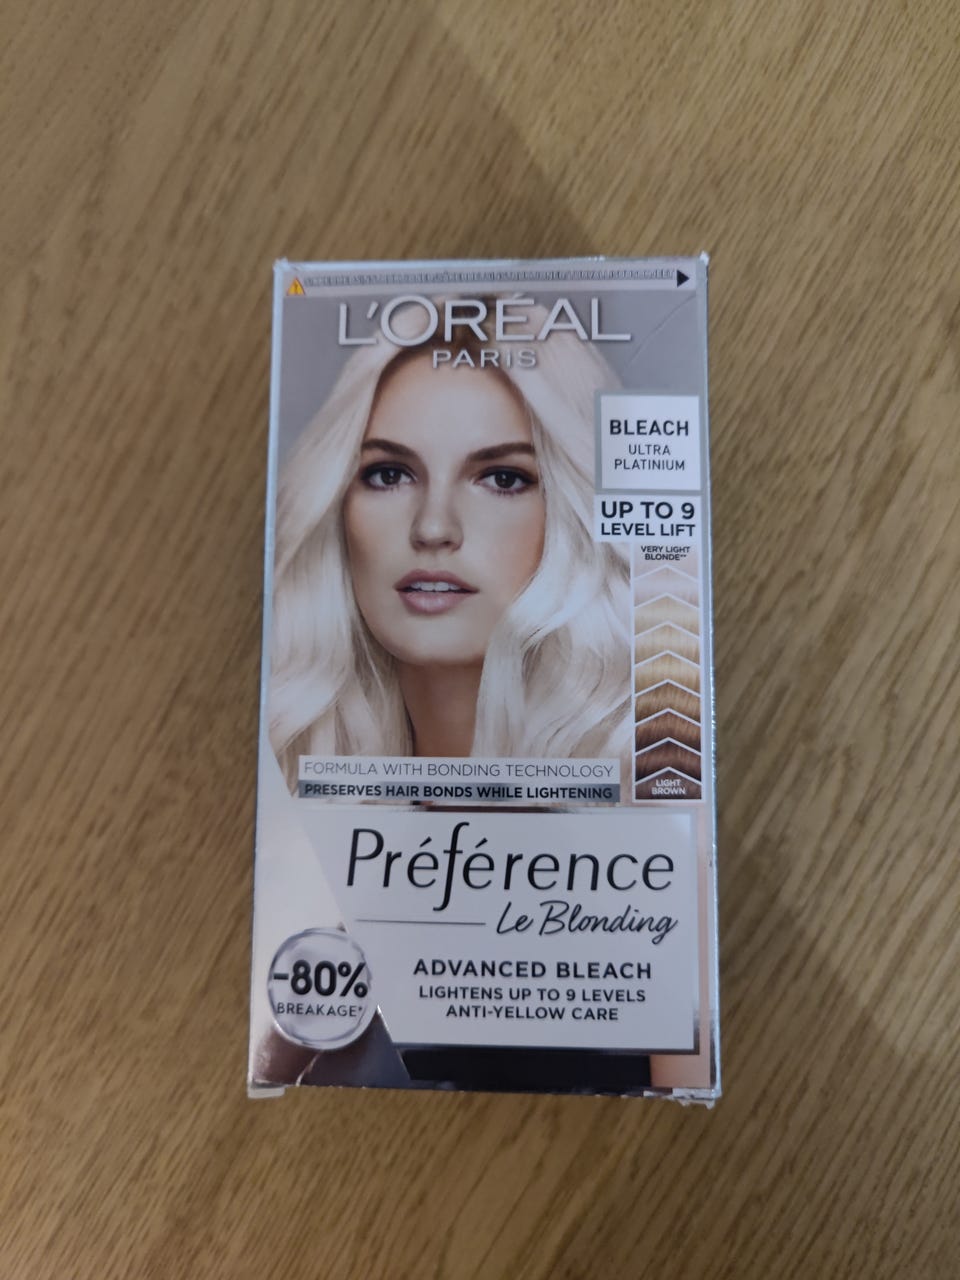 L'ORÉAL
PARIS
BLEACH
ULTRA
PLATINIUM
UP TO 9
LEVEL LIFT
VERY LIGHT
BLONDE**
LIGHT
BROWN
FORMULA WITH BONDING TECHNOLOGY
PRESERVES HAIR BONDS WHILE LIGHTENING
Préférence
Le Blonding
-80%
BREAKAGE*
ADVANCED BLEACH
LIGHTENS UP TO 9 LEVELS
ANTI-YELLOW CARE